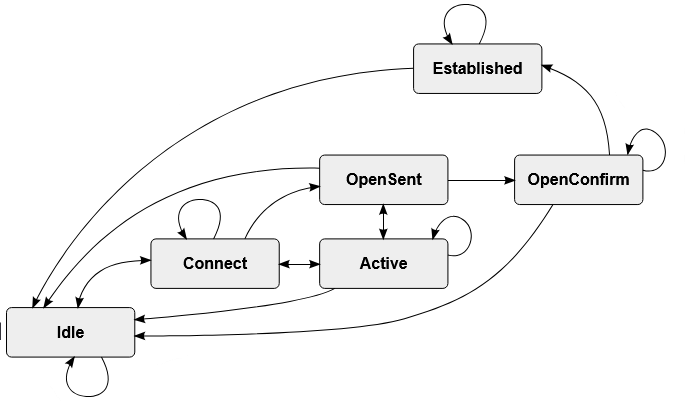 Established
OpenSent
OpenConfirm
Connect
Active
Idle